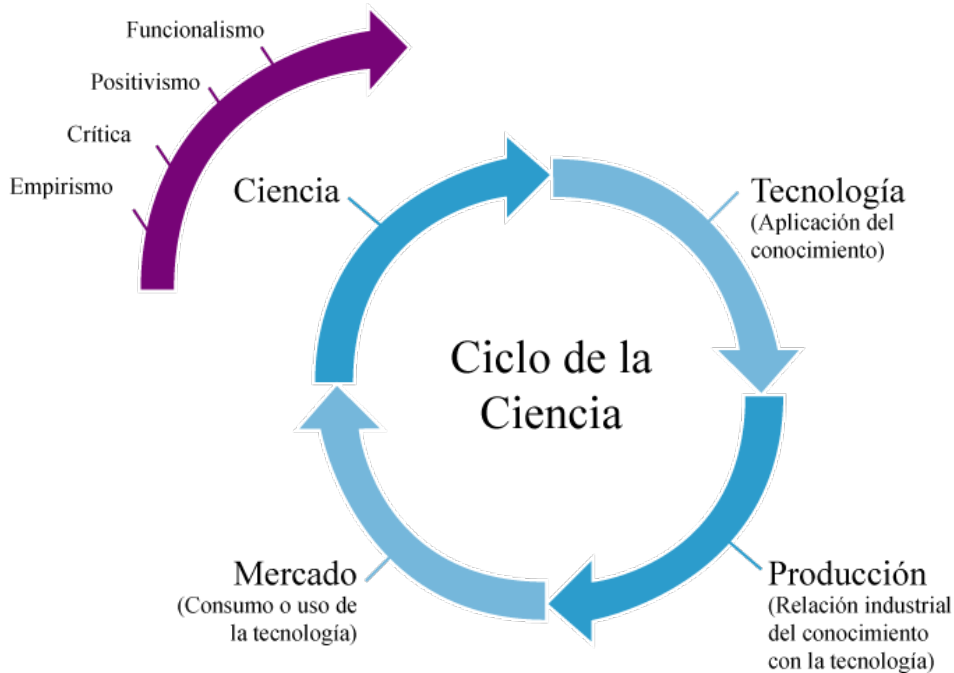 Funcionalismo
Positivismo
Crítica
Empirismo
Ciencia
Tecnología
(Aplicación del
conocimiento)
Ciclo de la
Ciencia
Mercado
(Consumo o uso de
la tecnología)
Producción
(Relación industrial
del conocimiento
con la tecnología)